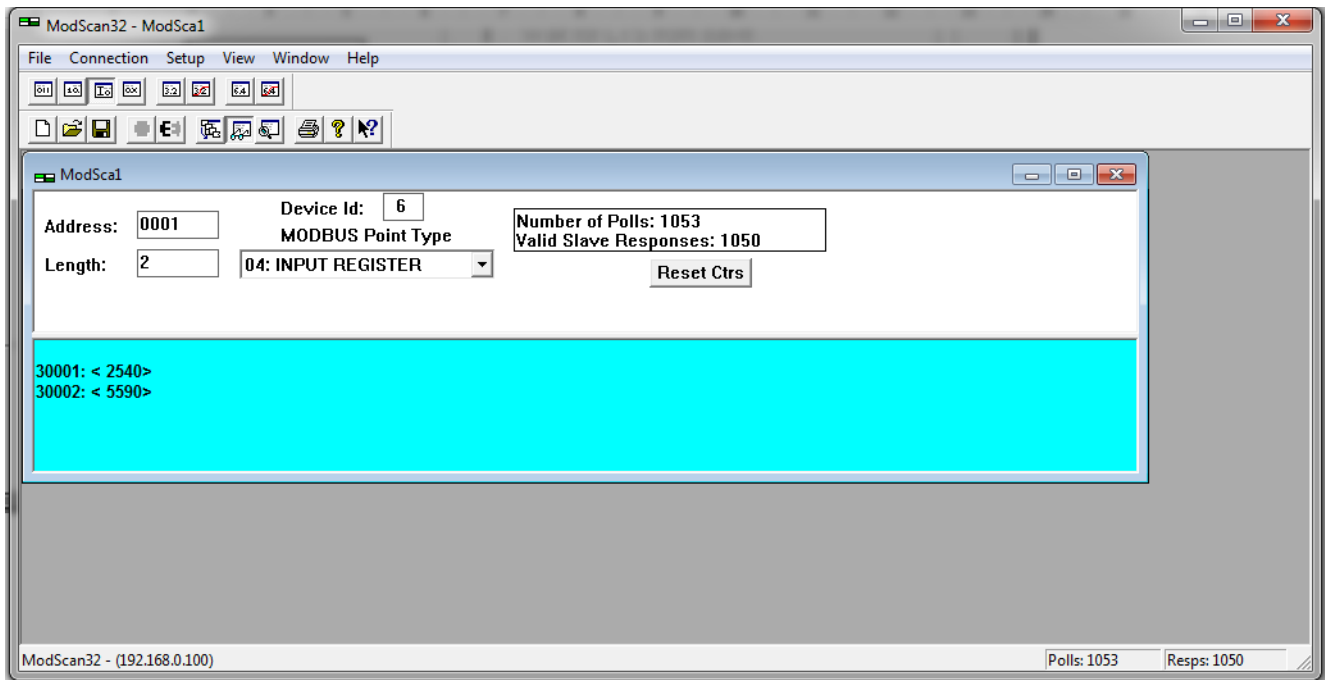 ModScan32 - ModSca1
File Connection Setup View Window Help
ModSca1
Address: 0001
Device Id: 6
MODBUS Point Type
Length: 2
04: INPUT REGISTER
Number of Polls: 1053
Valid Slave Responses: 1050
Reset Ctrs
30001: < 2540>
30002: < 5590>
ModScan32 - (192.168.0.100)
Polls: 1053
Resps: 1050